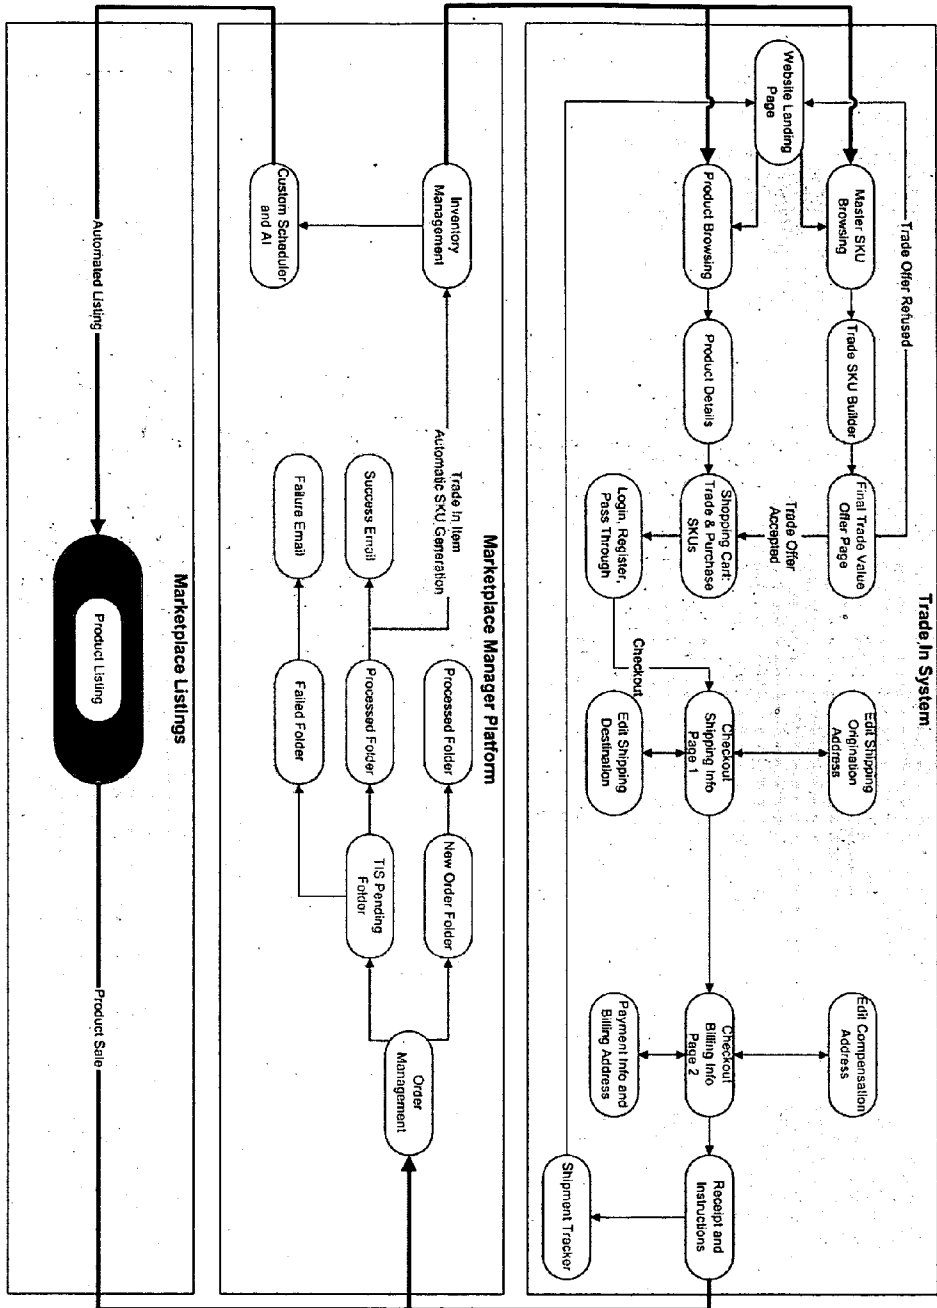 Trade In System
Website Landing
Page
Master SKU
Browsing
Trade SKU Builder
Final Trade Value
Offer Page
Trade Offer Refused
Trade Offer
Accepted
Product Browsing
Product Details
Shopping Cart:
Trade & Purchase
SKUs
Login, Register,
Pass Through
Checkout
Edit Shipping
Origination
Address
Checkout
Shipping Info
Page 1
Edit Shipping
Destination
Edit Compensation
Address
Checkout
Billing Info
Page 2
Payment Info and
Billing Address
Receipt and
Instructions
Shipment Tracker
Marketplace Manager Platform
Inventory
Management
Custom Scheduler
and AI
Trade In Item
Automatic SKU Generation
Success Email
Failure Email
Processed Folder
Processed Folder
Failed Folder
New Order Folder
TIS Pending
Folder
Order
Management
Marketplace Listings
Automated Listing
Product Listing
Product Sale